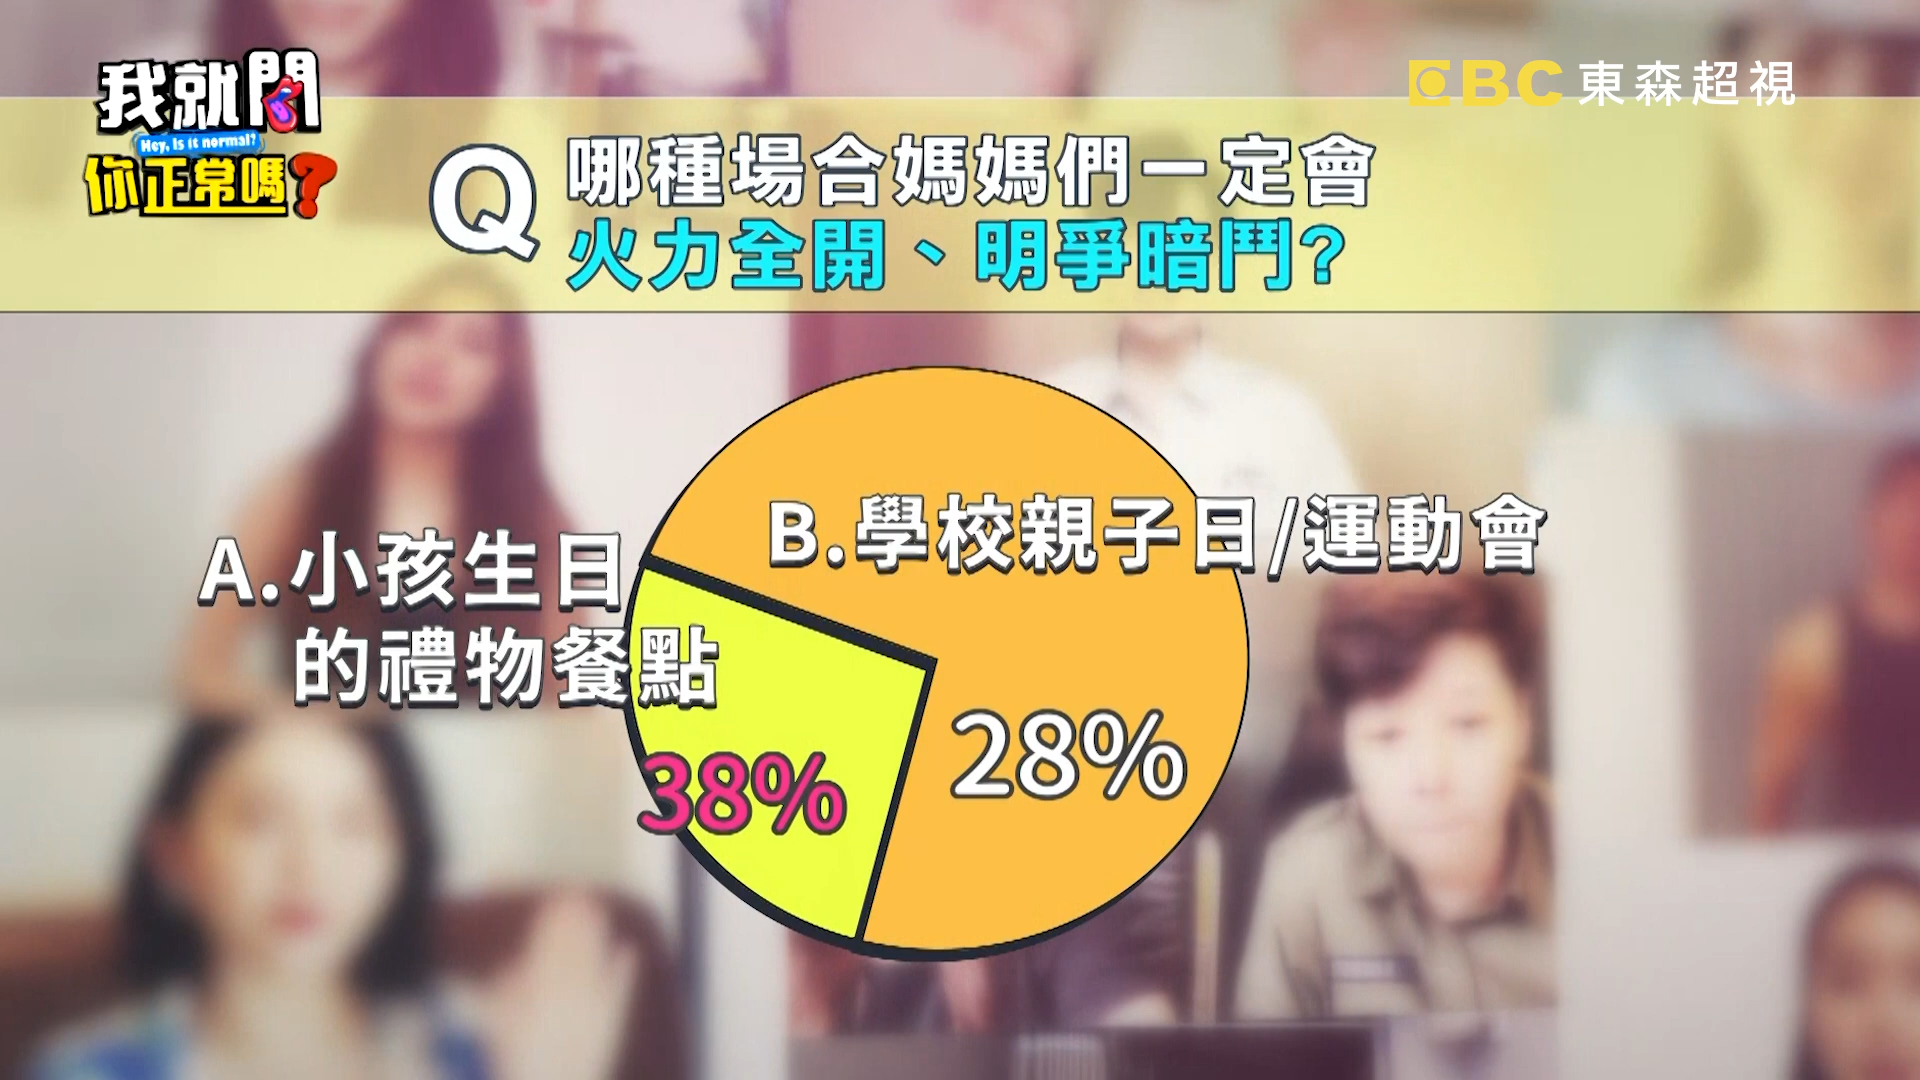 我就問
Hey, Is it normal?
你正常嗎?
EBC 東森超視
Q 哪種場合媽媽們一定會
火力全開、明爭暗鬥?
A.小孩生日
的禮物餐點
38%
B.學校親子日/運動會
28%